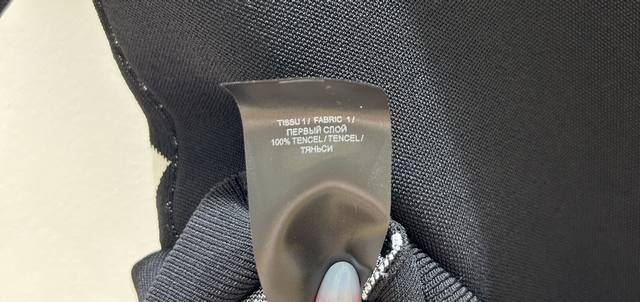 TISSU 1 / FABRIC 1 /
ПЕРВЫЙ СЛОЙ
100% TENCEL / TENCEL /
ТЯНЬСИ